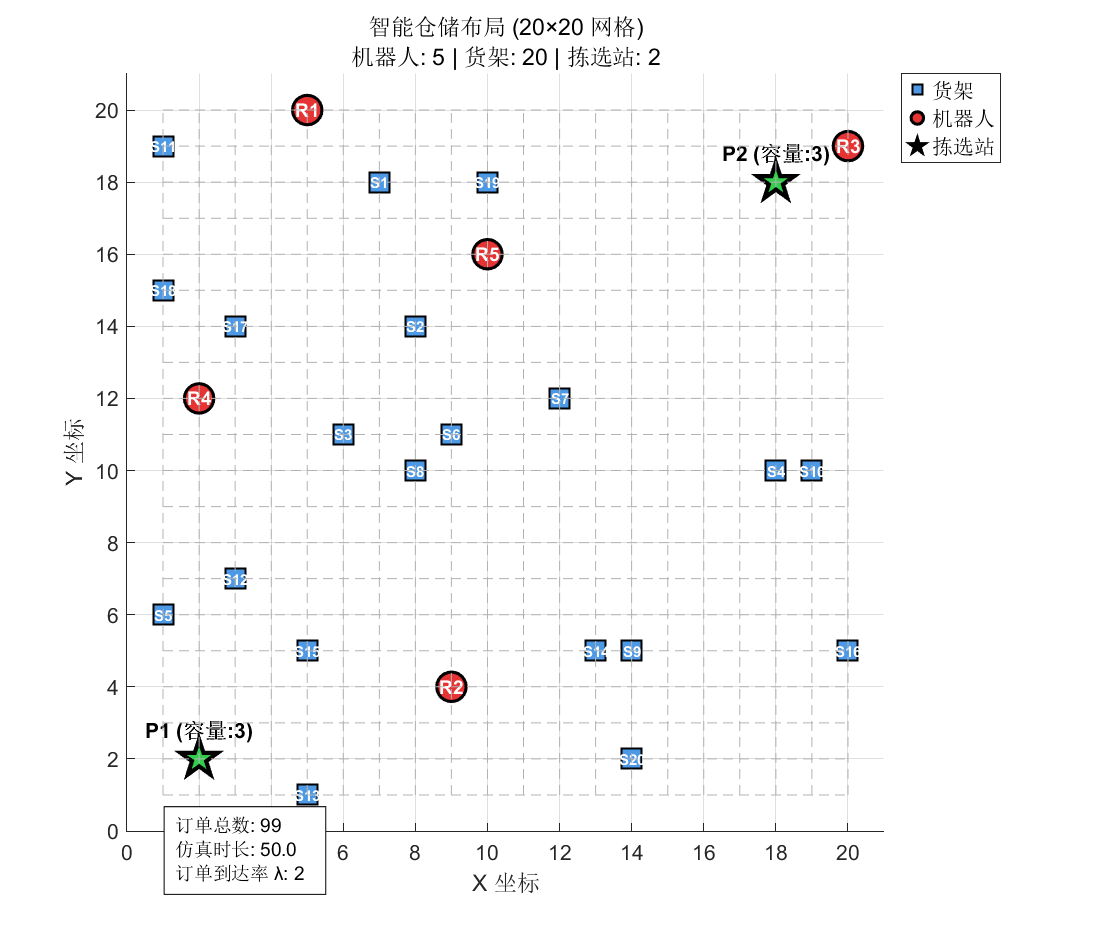 智能仓储布局 (20×20 网格)
机器人: 5 | 货架: 20 | 拣选站: 2
货架
机器人
拣选站
20
18
16
14
12
10
8
6
4
2
0
Y 坐标
R1
S11
R3
P2 (容量:3)
S1
S19
R5
S18
S17
S2
R4
S7
S3
S6
S8
S4
S10
S12
S5
S15
S14
S9
S16
R2
P1 (容量:3)
S20
S13
订单总数: 99
仿真时长: 50.0
订单到达率 λ: 2
0
6
8
10
12
14
16
18
20
X 坐标